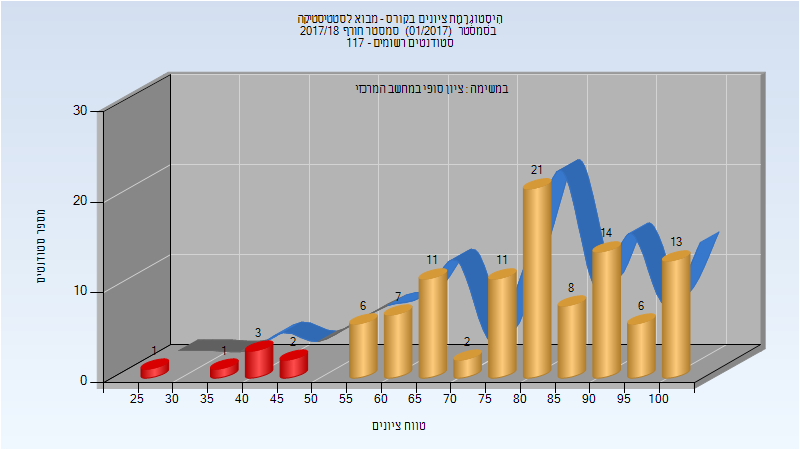 היסטוגרמת ציונים בקורס - מבוא לסטטיסטיקה
בסמסטר (01/2017) סמסטר חורף 2017/18
סטודנטים רשומים - 117
במשימה : ציון סופי במחשב המרכזי
מספר סטודנטים
30
20
10
0
1
1
3
2
6
7
11
2
11
21
8
14
6
13
25 30 35 40 45 50 55 60 65 70 75 80 85 90 95 100
טווח ציונים